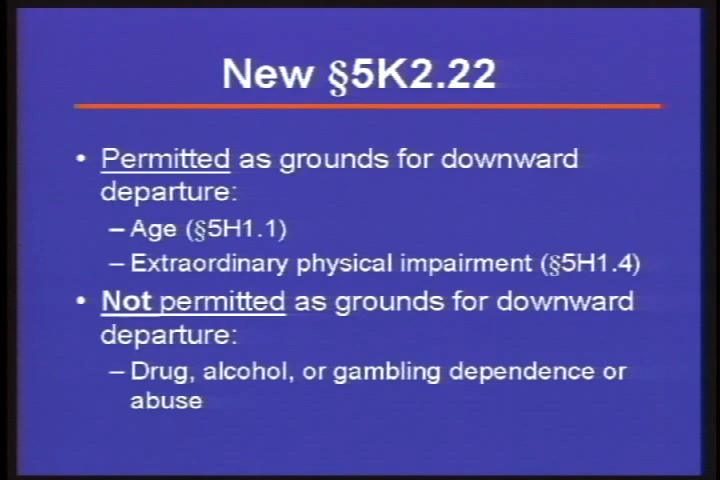 New §5K2.22
• Permitted as grounds for downward
departure:
– Age (§5H1.1)
– Extraordinary physical impairment (§5H1.4)
• Not permitted as grounds for downward
departure:
– Drug, alcohol, or gambling dependence or
abuse